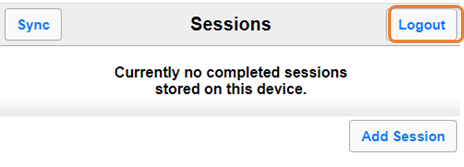 Sync Sessions Logout
Currently no completed sessions
stored on this device.
Add Session